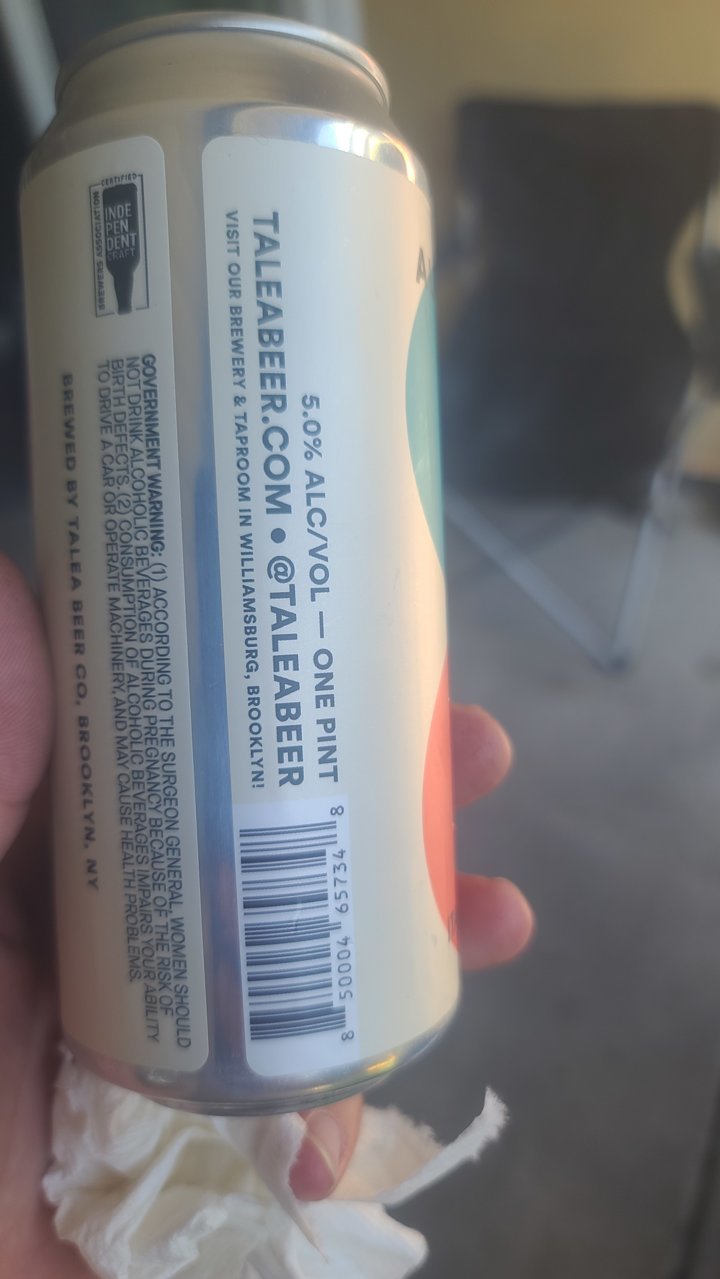 5.0% ALC/VOL — ONE PINT
TALEABEER.COM • @TALEABEER
VISIT OUR BREWERY & TAPROOM IN WILLIAMSBURG, BROOKLYN!
8 65734 50004 8
CERTIFIED
INDE
PEN
DENT
CRAFT
BREWERS ASSOCIATION
GOVERNMENT WARNING: (1) ACCORDING TO THE SURGEON GENERAL, WOMEN SHOULD
NOT DRINK ALCOHOLIC BEVERAGES DURING PREGNANCY BECAUSE OF THE RISK OF
BIRTH DEFECTS. (2) CONSUMPTION OF ALCOHOLIC BEVERAGES IMPAIRS YOUR ABILITY
TO DRIVE A CAR OR OPERATE MACHINERY, AND MAY CAUSE HEALTH PROBLEMS.
BREWED BY TALEA BEER CO, BROOKLYN, NY